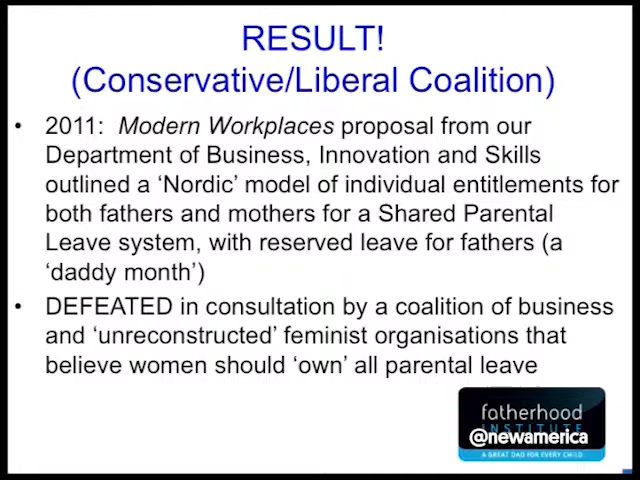 RESULT!
(Conservative/Liberal Coalition)
• 2011: Modern Workplaces proposal from our
Department of Business, Innovation and Skills
outlined a ‘Nordic’ model of individual entitlements for
both fathers and mothers for a Shared Parental
Leave system, with reserved leave for fathers (a
‘daddy month’)
• DEFEATED in consultation by a coalition of business
and ‘unreconstructed’ feminist organisations that
believe women should ‘own’ all parental leave
fatherhood
INSTITUTE
@newamerica
A GREAT DAD FOR EVERY CHILD